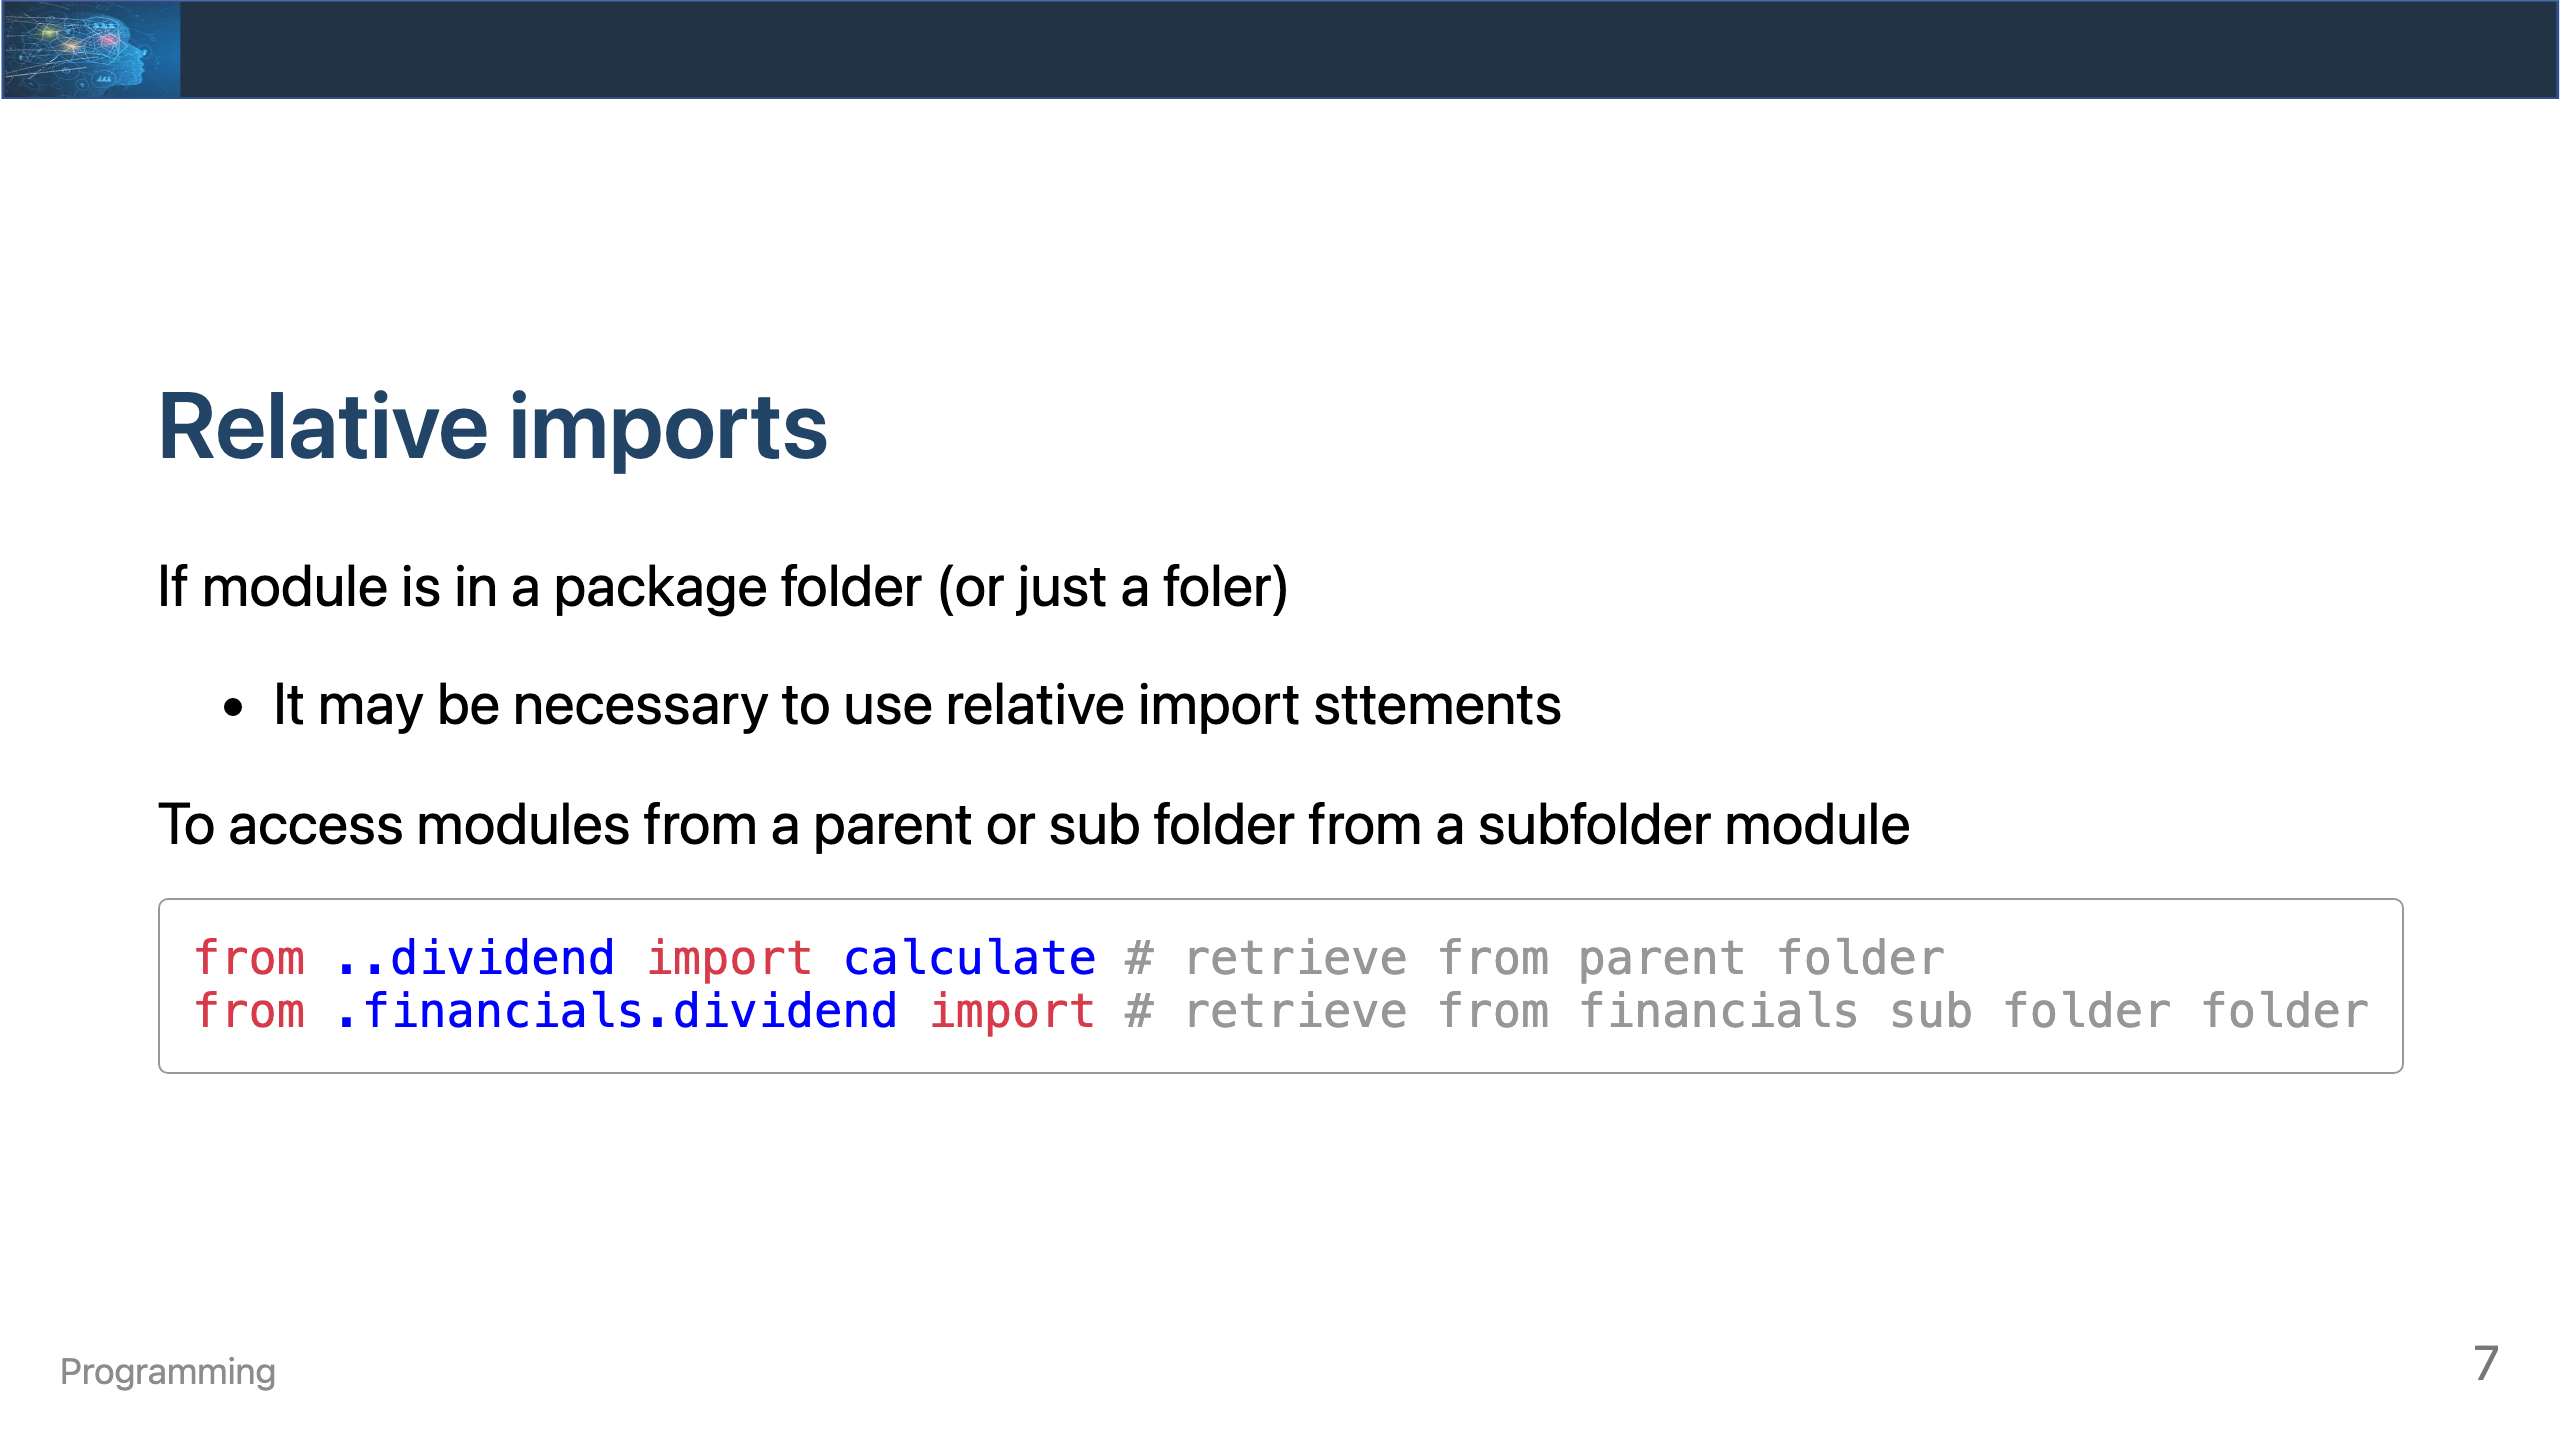 Relative imports
If module is in a package folder (or just a foler)
• It may be necessary to use relative import sttements
To access modules from a parent or sub folder from a subfolder module
from ..dividend import calculate # retrieve from parent folder
from .financials.dividend import # retrieve from financials sub folder folder
Programming
7